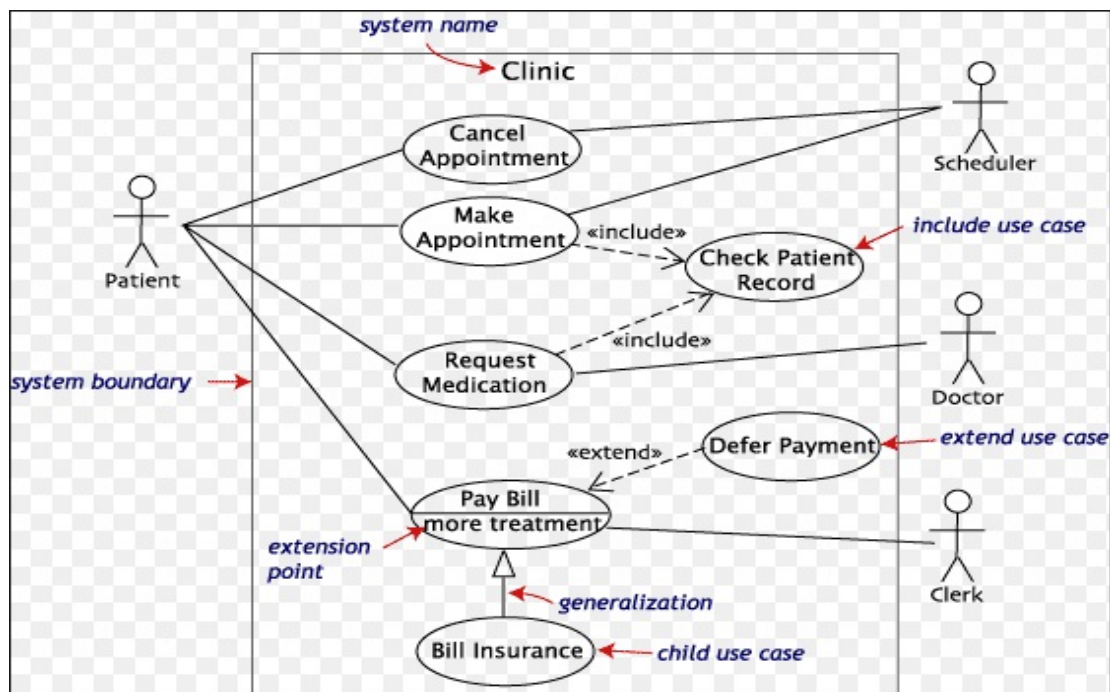 system name
Clinic
Cancel
Appointment
Scheduler
Make
Appointment
«include»
include use case
Check Patient
Record
Patient
«include»
Request
Medication
system boundary
Doctor
extend use case
Defer Payment
«extend»
Pay Bill
more treatment
extension
point
Clerk
generalization
Bill Insurance
child use case